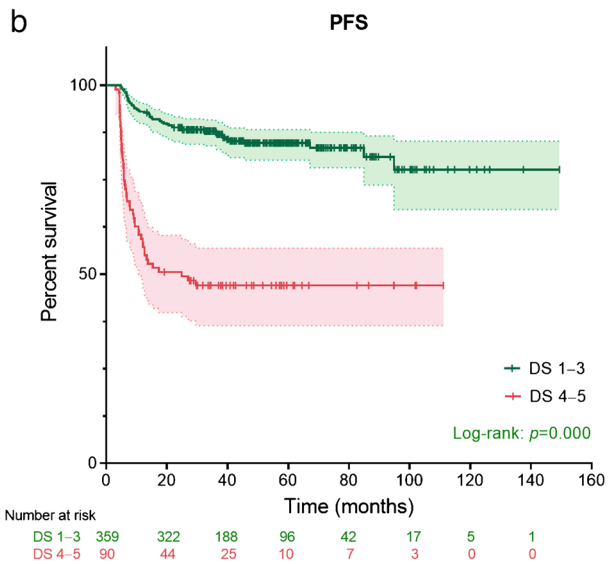 b
PFS
Percent survival
100
50
0
0 20 40 60 80 100 120 140 160
Time (months)
DS 1–3
DS 4–5
Log-rank: p=0.000
Number at risk
DS 1–3 359 322 188 96 42 17 5 1
DS 4–5 90 44 25 10 7 3 0 0